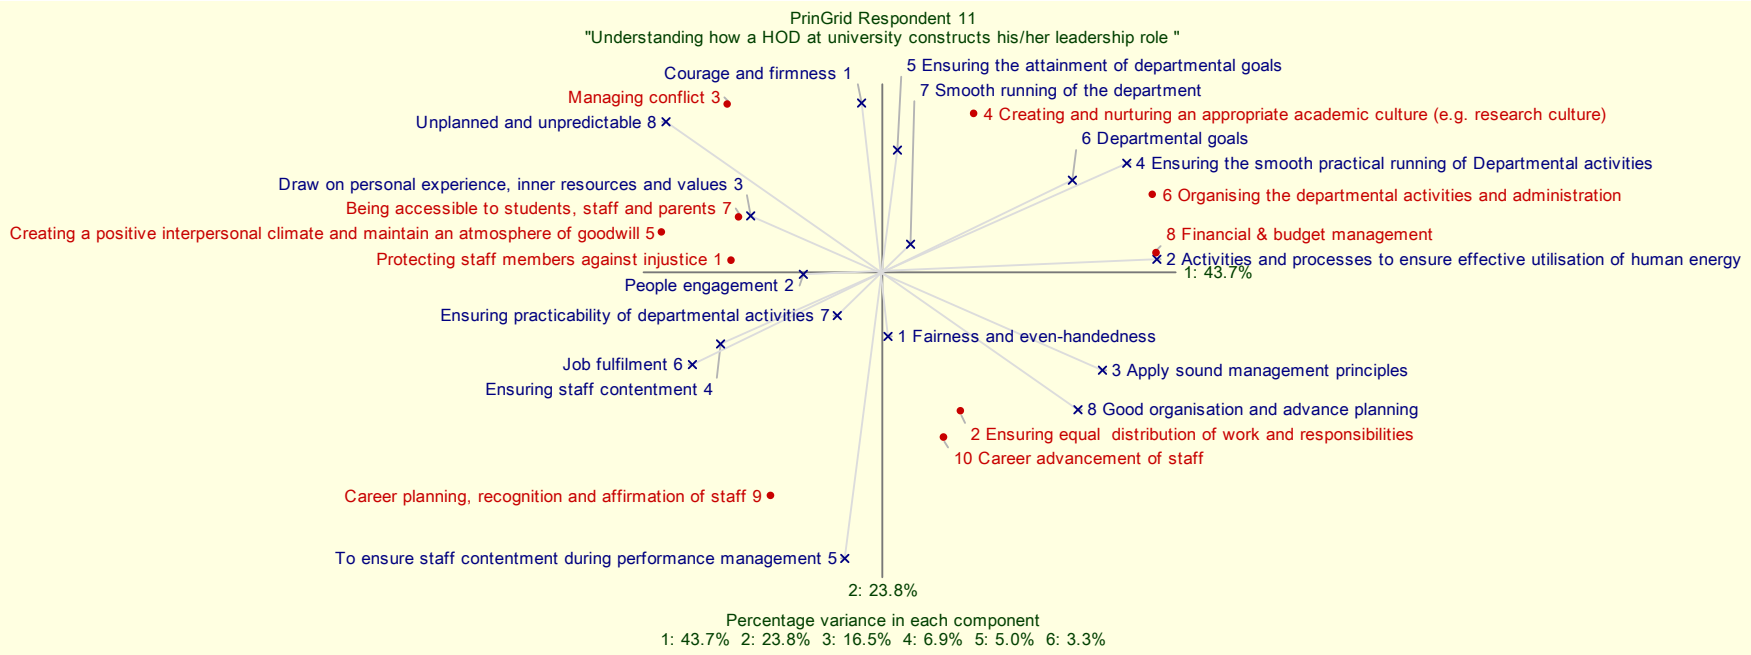 PrinGrid Respondent 11
"Understanding how a HOD at university constructs his/her leadership role "
5 Ensuring the attainment of departmental goals
Courage and firmness 1
7 Smooth running of the department
Managing conflict 3
4 Creating and nurturing an appropriate academic culture (e.g. research culture)
Unplanned and unpredictable 8
6 Departmental goals
4 Ensuring the smooth practical running of Departmental activities
Draw on personal experience, inner resources and values 3
6 Organising the departmental activities and administration
Being accessible to students, staff and parents 7
Creating a positive interpersonal climate and maintain an atmosphere of goodwill 5
8 Financial & budget management
Protecting staff members against injustice 1
2 Activities and processes to ensure effective utilisation of human energy
1: 43.7%
People engagement 2
Ensuring practicability of departmental activities 7
1 Fairness and even-handedness
Job fulfilment 6
3 Apply sound management principles
Ensuring staff contentment 4
8 Good organisation and advance planning
2 Ensuring equal  distribution of work and responsibilities
10 Career advancement of staff
Career planning, recognition and affirmation of staff 9
To ensure staff contentment during performance management 5
2: 23.8%
Percentage variance in each component
1: 43.7%  2: 23.8%  3: 16.5%  4: 6.9%  5: 5.0%  6: 3.3%